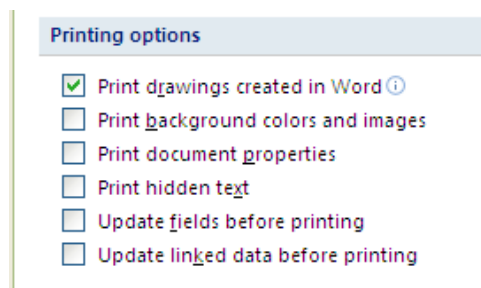 Printing options
Print drawings created in Word
Print background colors and images
Print document properties
Print hidden text
Update fields before printing
Update linked data before printing